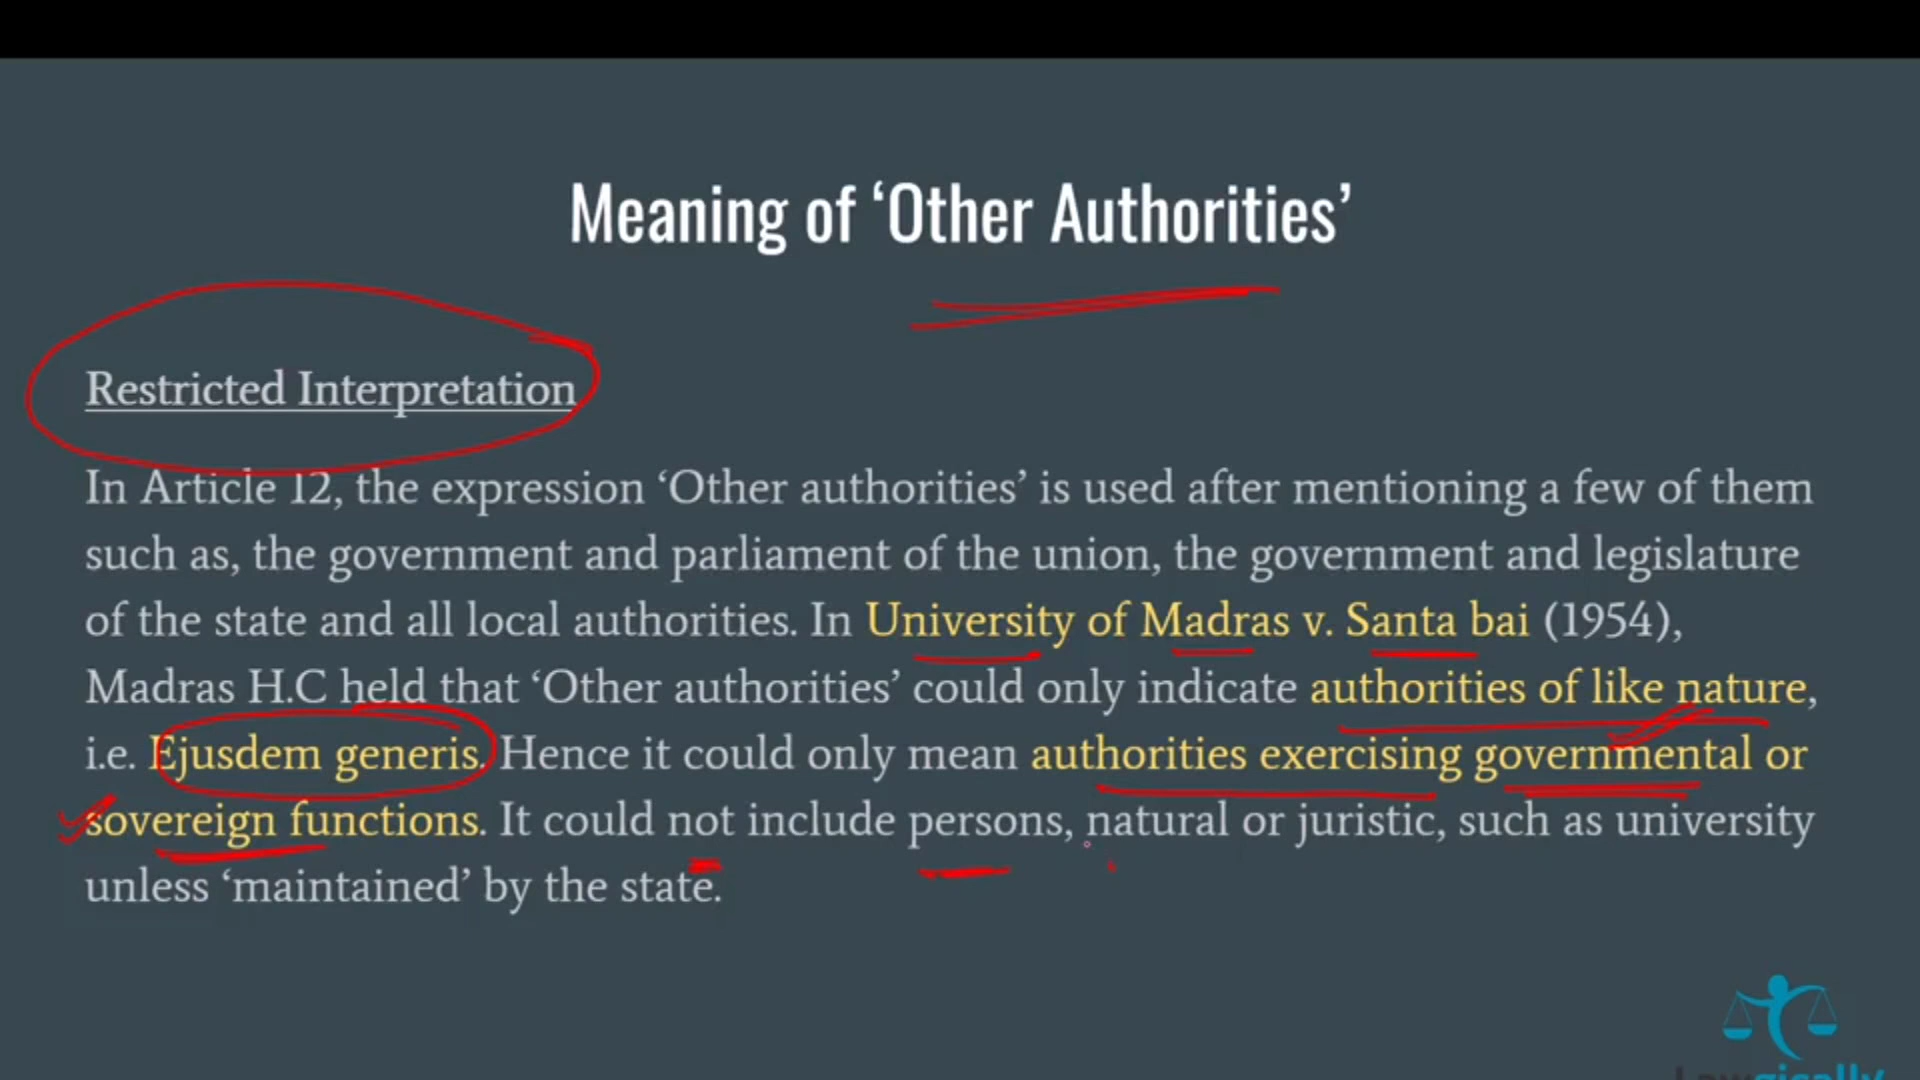 Meaning of ‘Other Authorities’
Restricted Interpretation
In Article 12, the expression ‘Other authorities’ is used after mentioning a few of them
such as, the government and parliament of the union, the government and legislature
of the state and all local authorities. In University of Madras v. Santa bai (1954),
Madras H.C held that ‘Other authorities’ could only indicate authorities of like nature,
i.e. Ejusdem generis. Hence it could only mean authorities exercising governmental or
sovereign functions. It could not include persons, natural or juristic, such as university
unless ‘maintained’ by the state.
Lawgically